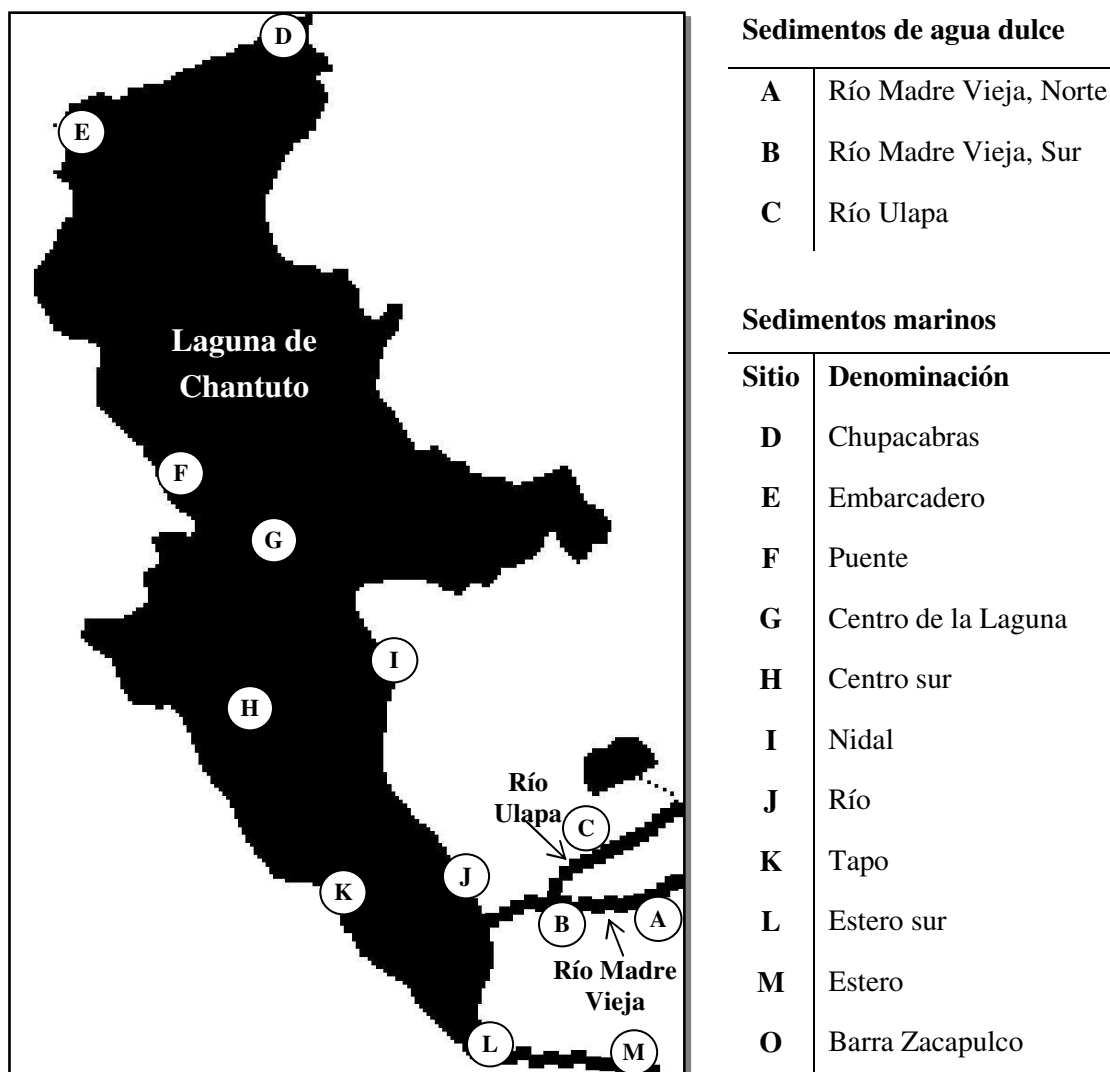 D
E
Laguna de
Chantuto
F
G
I
H
Río
Ulapa
C
J
K
B
A
Río Madre
Vieja
L
M
Sedimentos de agua dulce
A Río Madre Vieja, Norte
B Río Madre Vieja, Sur
C Río Ulapa
Sedimentos marinos
Sitio Denominación
D Chupacabras
E Embarcadero
F Puente
G Centro de la Laguna
H Centro sur
I Nidal
J Río
K Tapo
L Estero sur
M Estero
O Barra Zacapulco